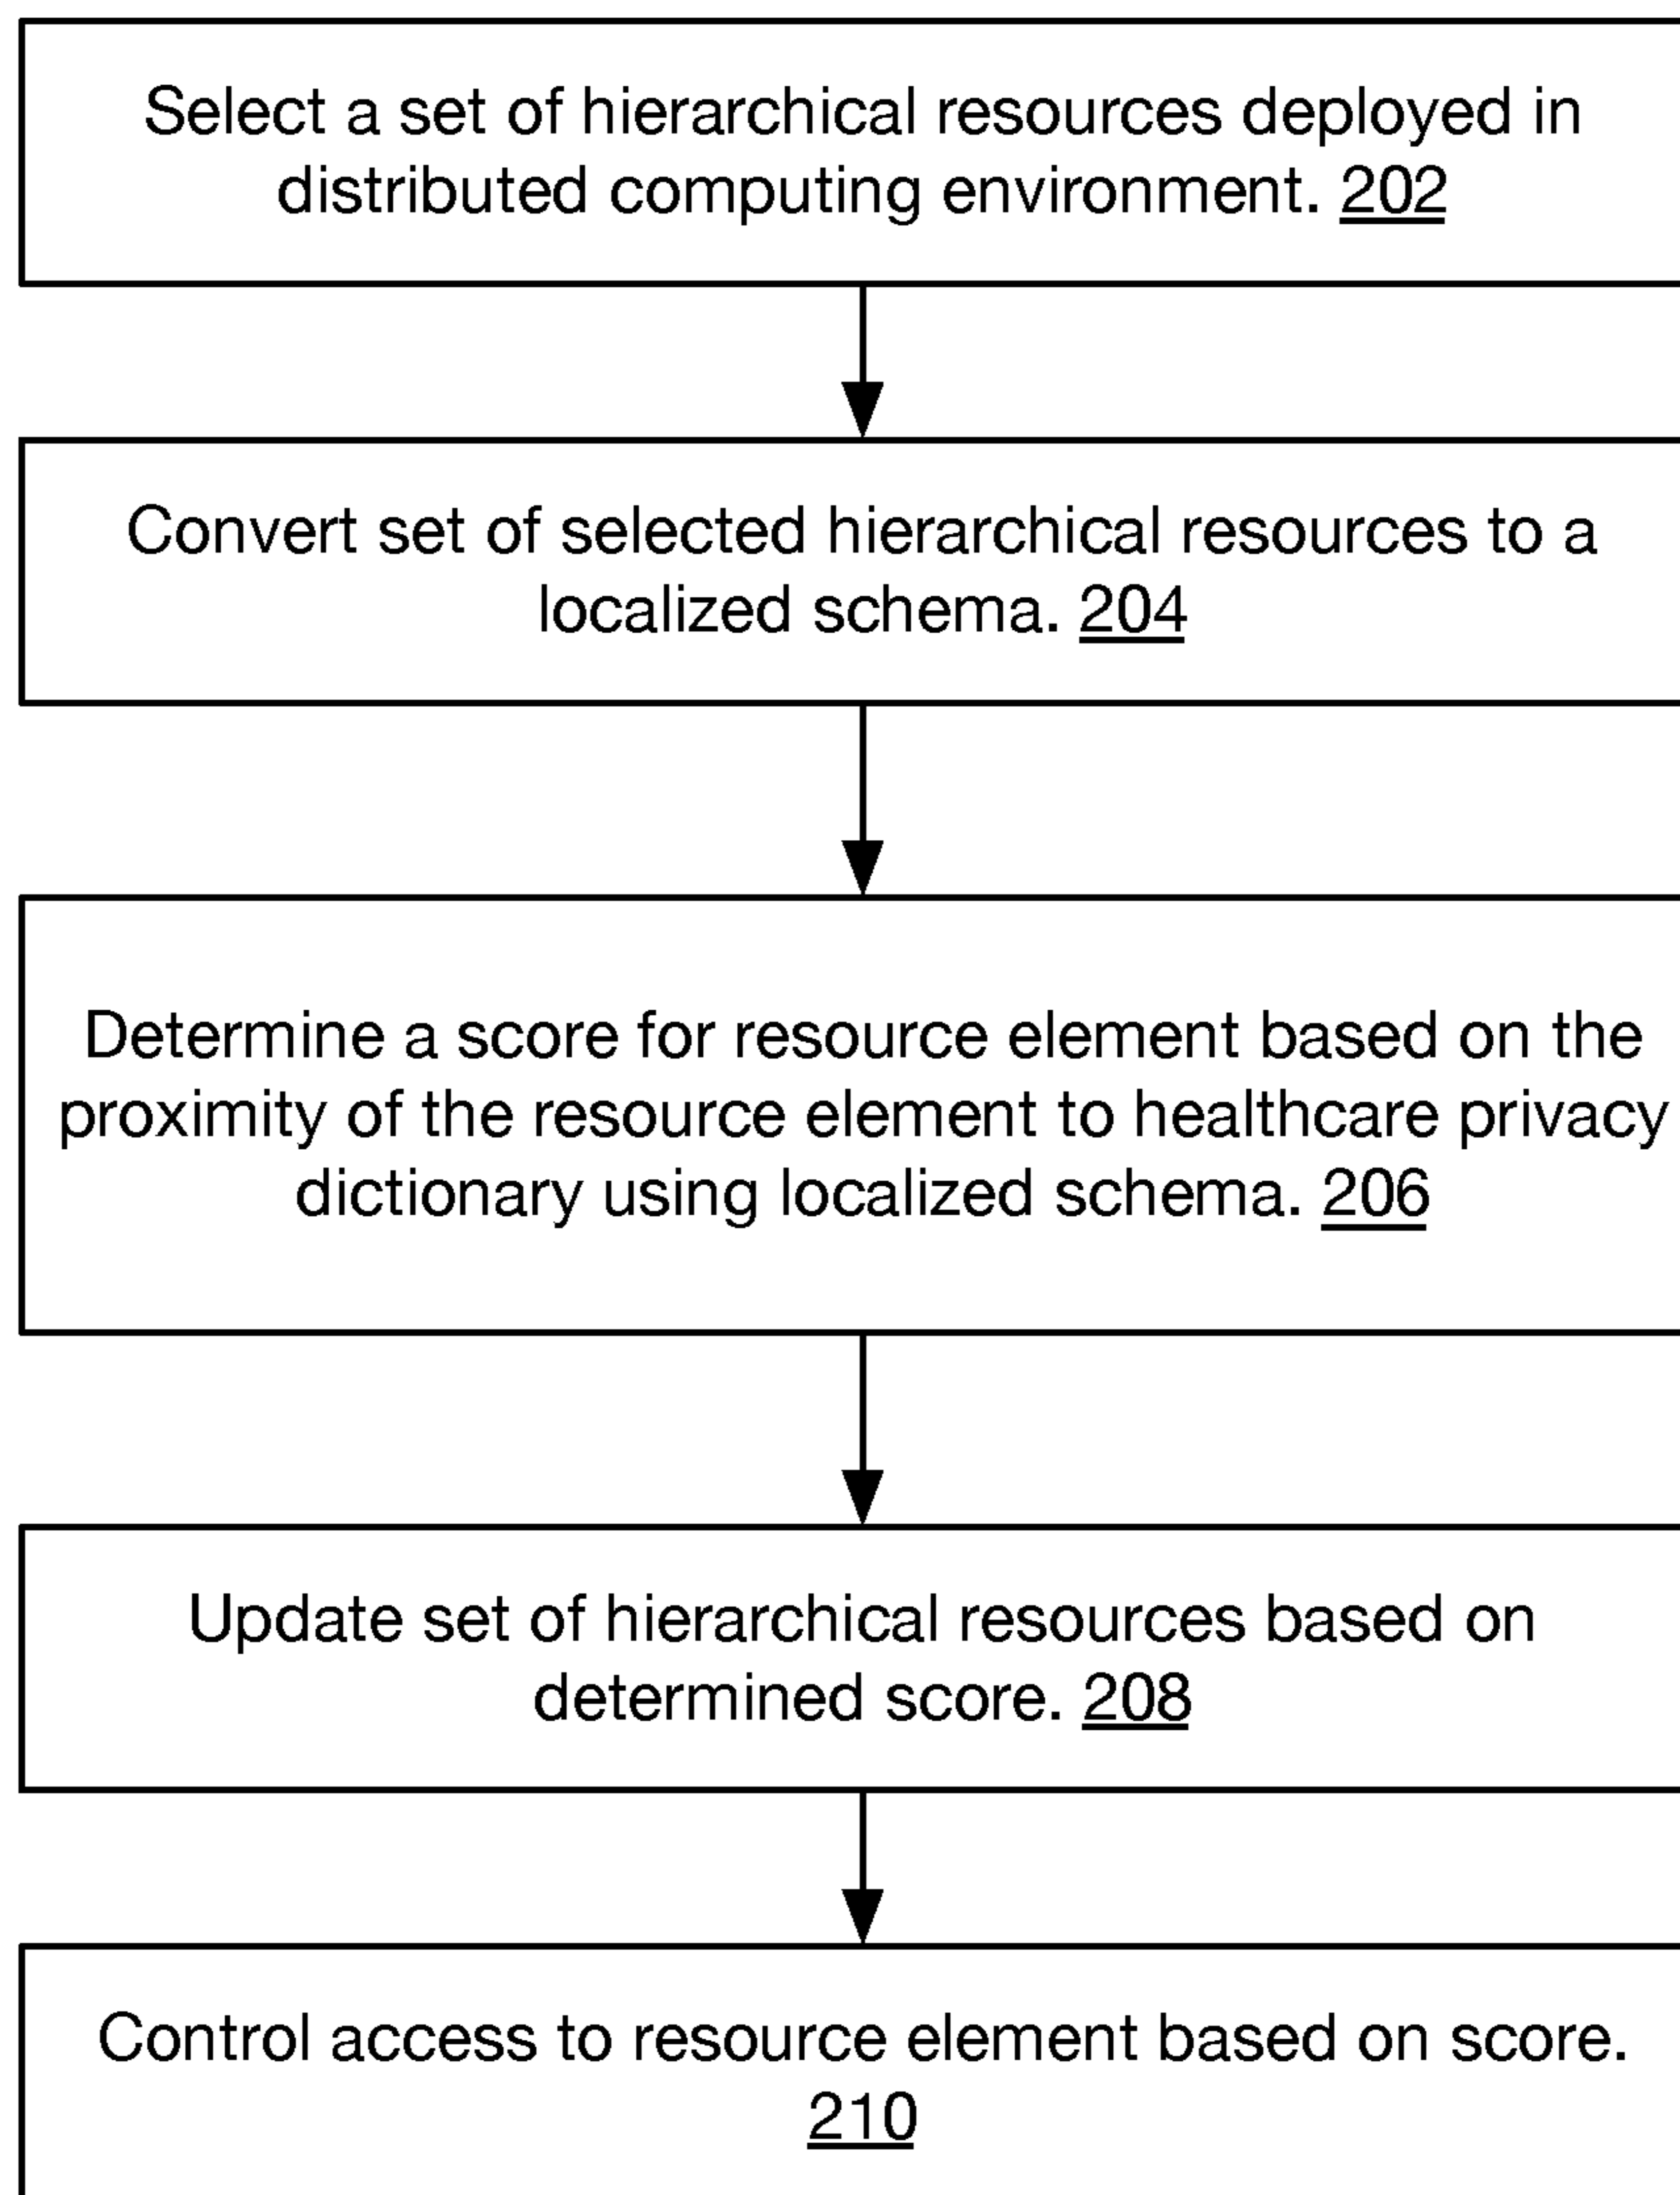 Select a set of hierarchical resources deployed in
distributed computing environment. 202
Convert set of selected hierarchical resources to a
localized schema. 204
Determine a score for resource element based on the
proximity of the resource element to healthcare privacy
dictionary using localized schema. 206
Update set of hierarchical resources based on
determined score. 208
Control access to resource element based on score.
210